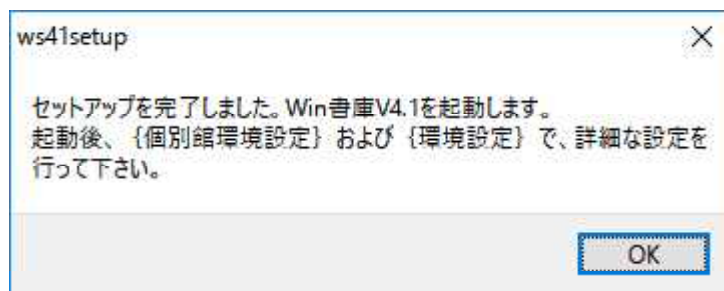 ws41setup
セットアップを完了しました。Win書庫V4.1を起動します。
起動後、{個別館環境設定} および {環境設定} で、詳細な設定を
行って下さい。
OK